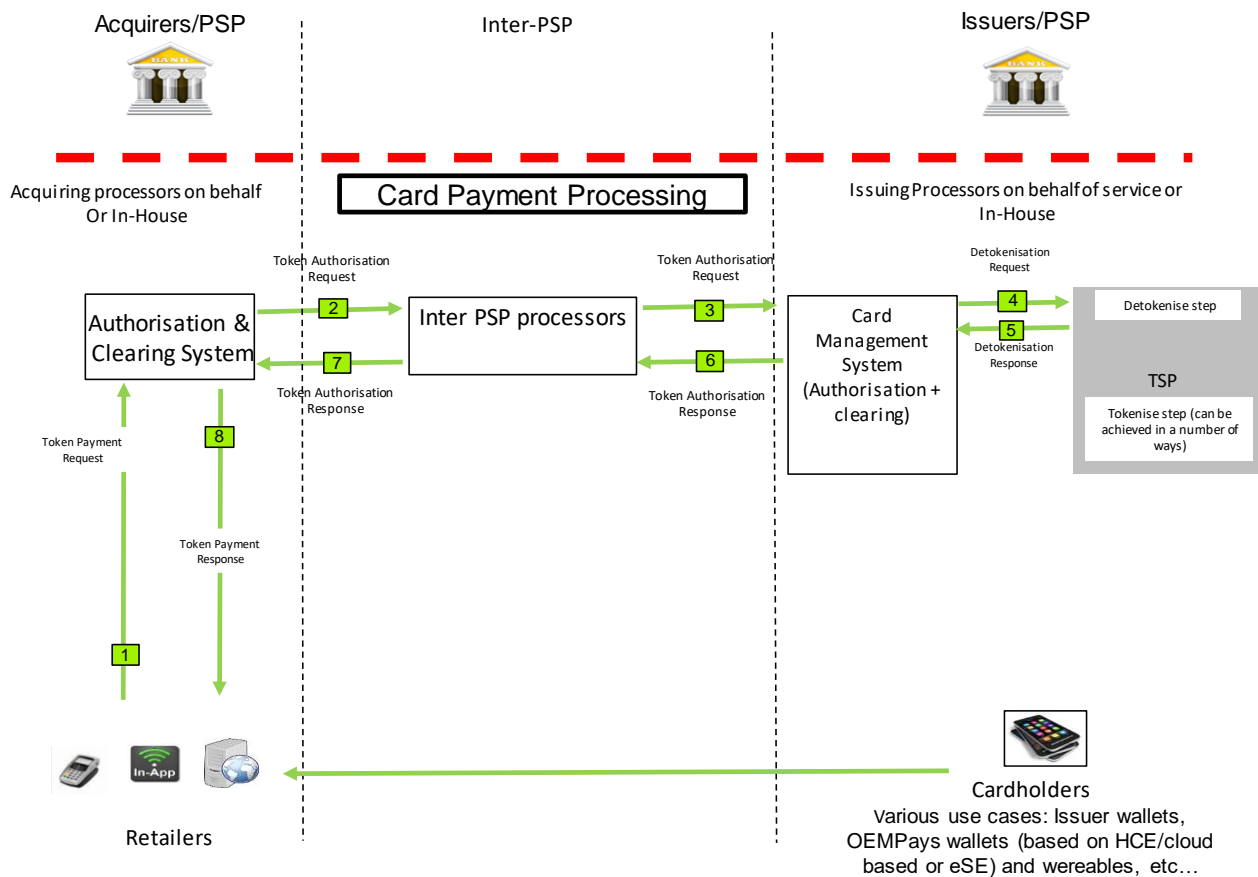 Acquirers/PSP
Inter-PSP
Issuers/PSP
BANK
BANK
Acquiring processors on behalf
Or In-House
Card Payment Processing
Issuing Processors on behalf of service or
In-House
Token Authorisation
Request
2
Token Authorisation
Request
3
Detokenisation
Request
4
Detokenise step
Authorisation &
Clearing System
Inter PSP processors
Card
Management
System
(Authorisation +
clearing)
5
Detokenisation
Response
7
Token Authorisation
Response
6
Token Authorisation
Response
TSP
Tokenise step (can be
achieved in a number of
ways)
Token Payment
Request
8
Token Payment
Response
1
In-App
Retailers
Cardholders
Various use cases: Issuer wallets,
OEMPays wallets (based on HCE/cloud
based or eSE) and wereables, etc…